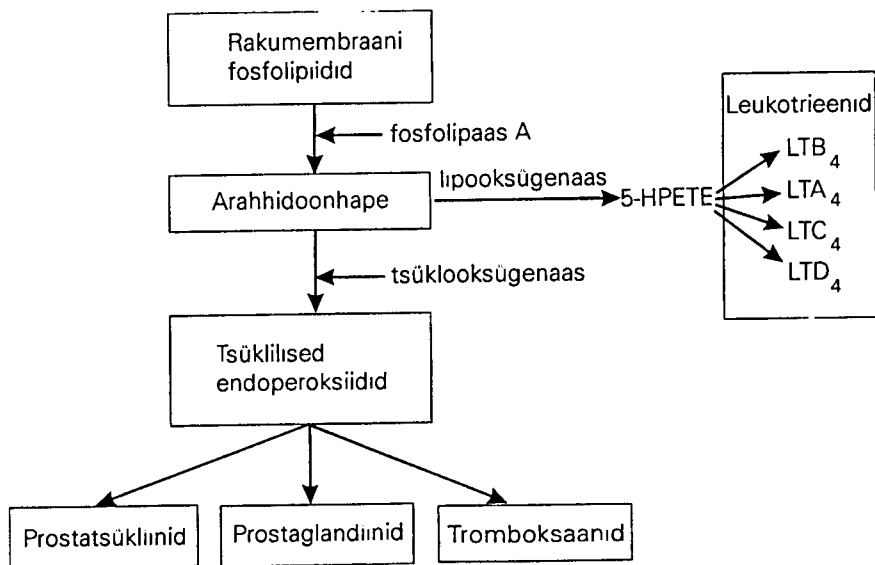 Rakumembraani
fosfolipiidid
fosfolipaas A
Arahhidoonhape
lipooksügenaas
5-HPETE
Leukotrieenid
LTB4
LTA4
LTC4
LTD4
tsüklooksügenaas
Tsüklilised
endoperoksiidid
Prostatsükliinid
Prostaglandiinid
Tromboksaanid